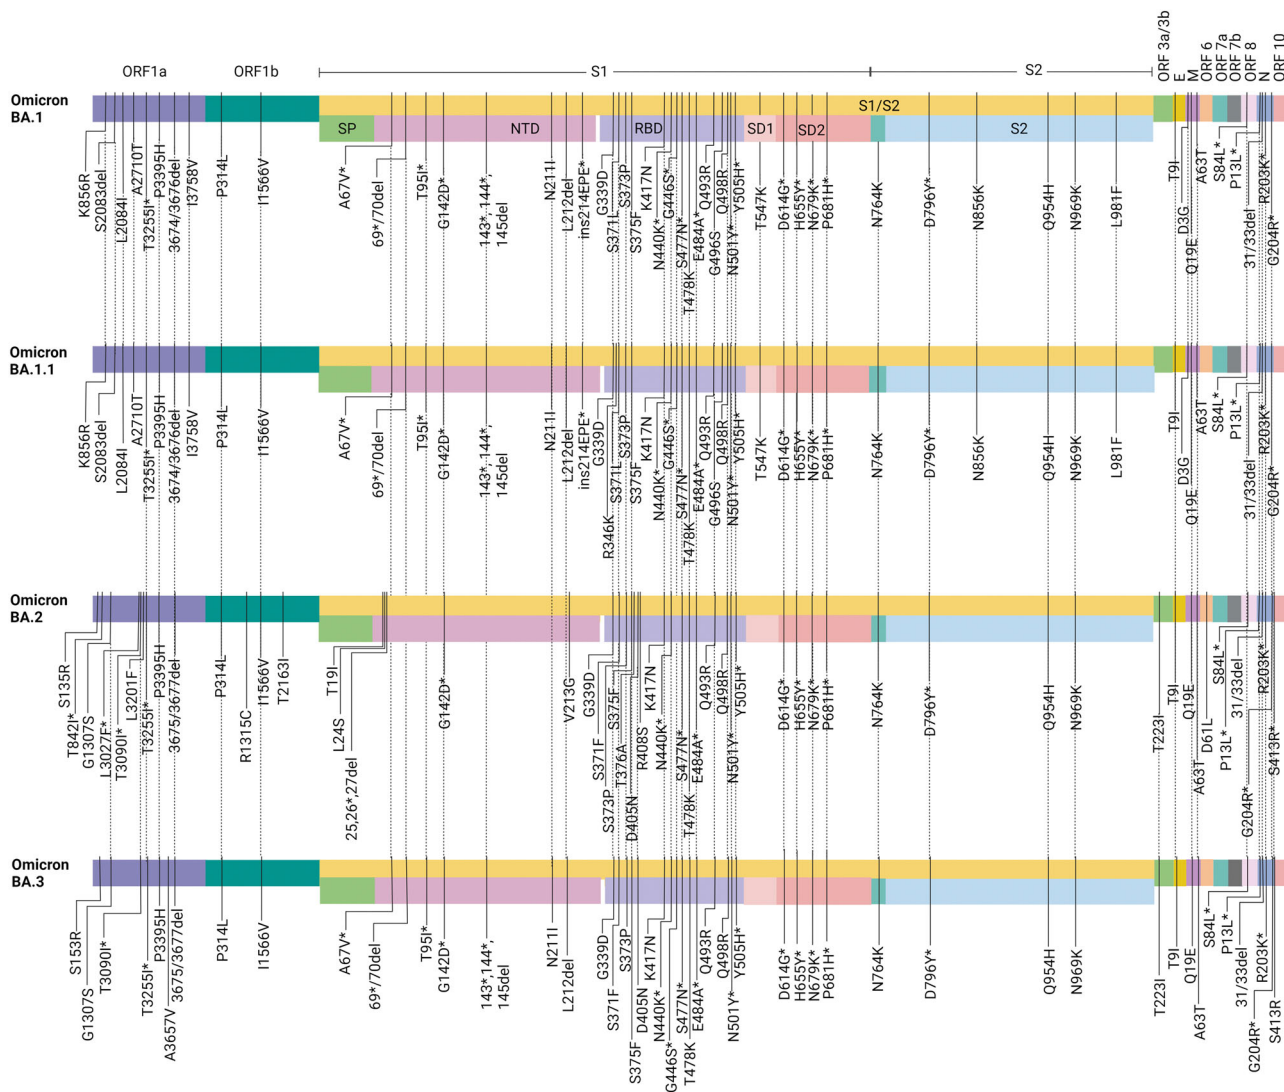 ORF1a
ORF1b
S1
S2
ORF 3a/3b
E
M
ORF 6
ORF 7a
ORF 7b
ORF 8
N
ORF 10
Omicron
BA.1
S1/S2
SP
NTD
RBD
SD1
SD2
S2
K856R
S2083del
L2084I
A2710T
T3255I*
P3395H
3674/3676del
I3758V
P314L
I1566V
A67V*
69*/70del
T95I*
G142D*
143*,144*,
145del
N211I
L212del
ins214EPE*
G339D
S371L
S373P
S375F
K417N
N440K*
G446S*
S477N*
T478K
E484A*
Q493R
G496S
Q498R
N501Y*
Y505H*
T547K
D614G*
H655Y*
N679K*
P681H*
N764K
D796Y*
N856K
Q954H
N969K
L981F
T9I
D3G
Q19E
A63T
S84L*
P13L*
31/33del
R203K*
G204R*
Omicron
BA.1.1
K856R
S2083del
L2084I
A2710T
T3255I*
P3395H
3674/3676del
I3758V
P314L
I1566V
A67V*
69*/70del
T95I*
G142D*
143*,144*,
145del
N211I
L212del
ins214EPE*
G339D
R346K
S371L
S373P
S375F
K417N
N440K*
G446S*
S477N*
T478K
E484A*
Q493R
G496S
Q498R
N501Y*
Y505H*
T547K
D614G*
H655Y*
N679K*
P681H*
N764K
D796Y*
N856K
Q954H
N969K
L981F
T9I
D3G
Q19E
A63T
S84L*
P13L*
31/33del
R203K*
G204R*
Omicron
BA.2
S135R
T842I*
G1307S
L3027F*
T3090I*
L3201F
T3255I*
P3395H
3675/3677del
P314L
R1315C
I1566V
T2163I
T19I
L24S
25,26*,27del
G142D*
V213G
G339D
S371F
S373P
S375F
T376A
D405N
R408S
K417N
N440K*
S477N*
T478K
E484A*
Q493R
Q498R
N501Y*
Y505H*
D614G*
H655Y*
N679K*
P681H*
N764K
D796Y*
Q954H
N969K
T223I
T9I
Q19E
A63T
D61L
S84L*
P13L*
31/33del
G204R*
R203K*
S413R*
Omicron
BA.3
S153R
G1307S
T3090I*
T3255I*
P3395H
A3657V
3675/3677del
P314L
I1566V
A67V*
69*/70del
T95I*
G142D*
143*,144*,
145del
N211I
L212del
G339D
S371F
S373P
S375F
D405N
K417N
N440K*
G446S*
S477N*
T478K
E484A*
Q493R
Q498R
N501Y*
Y505H*
D614G*
H655Y*
N679K*
P681H*
N764K
D796Y*
Q954H
N969K
T223I
T9I
Q19E
A63T
S84L*
P13L*
31/33del
G204R*
R203K*
S413R